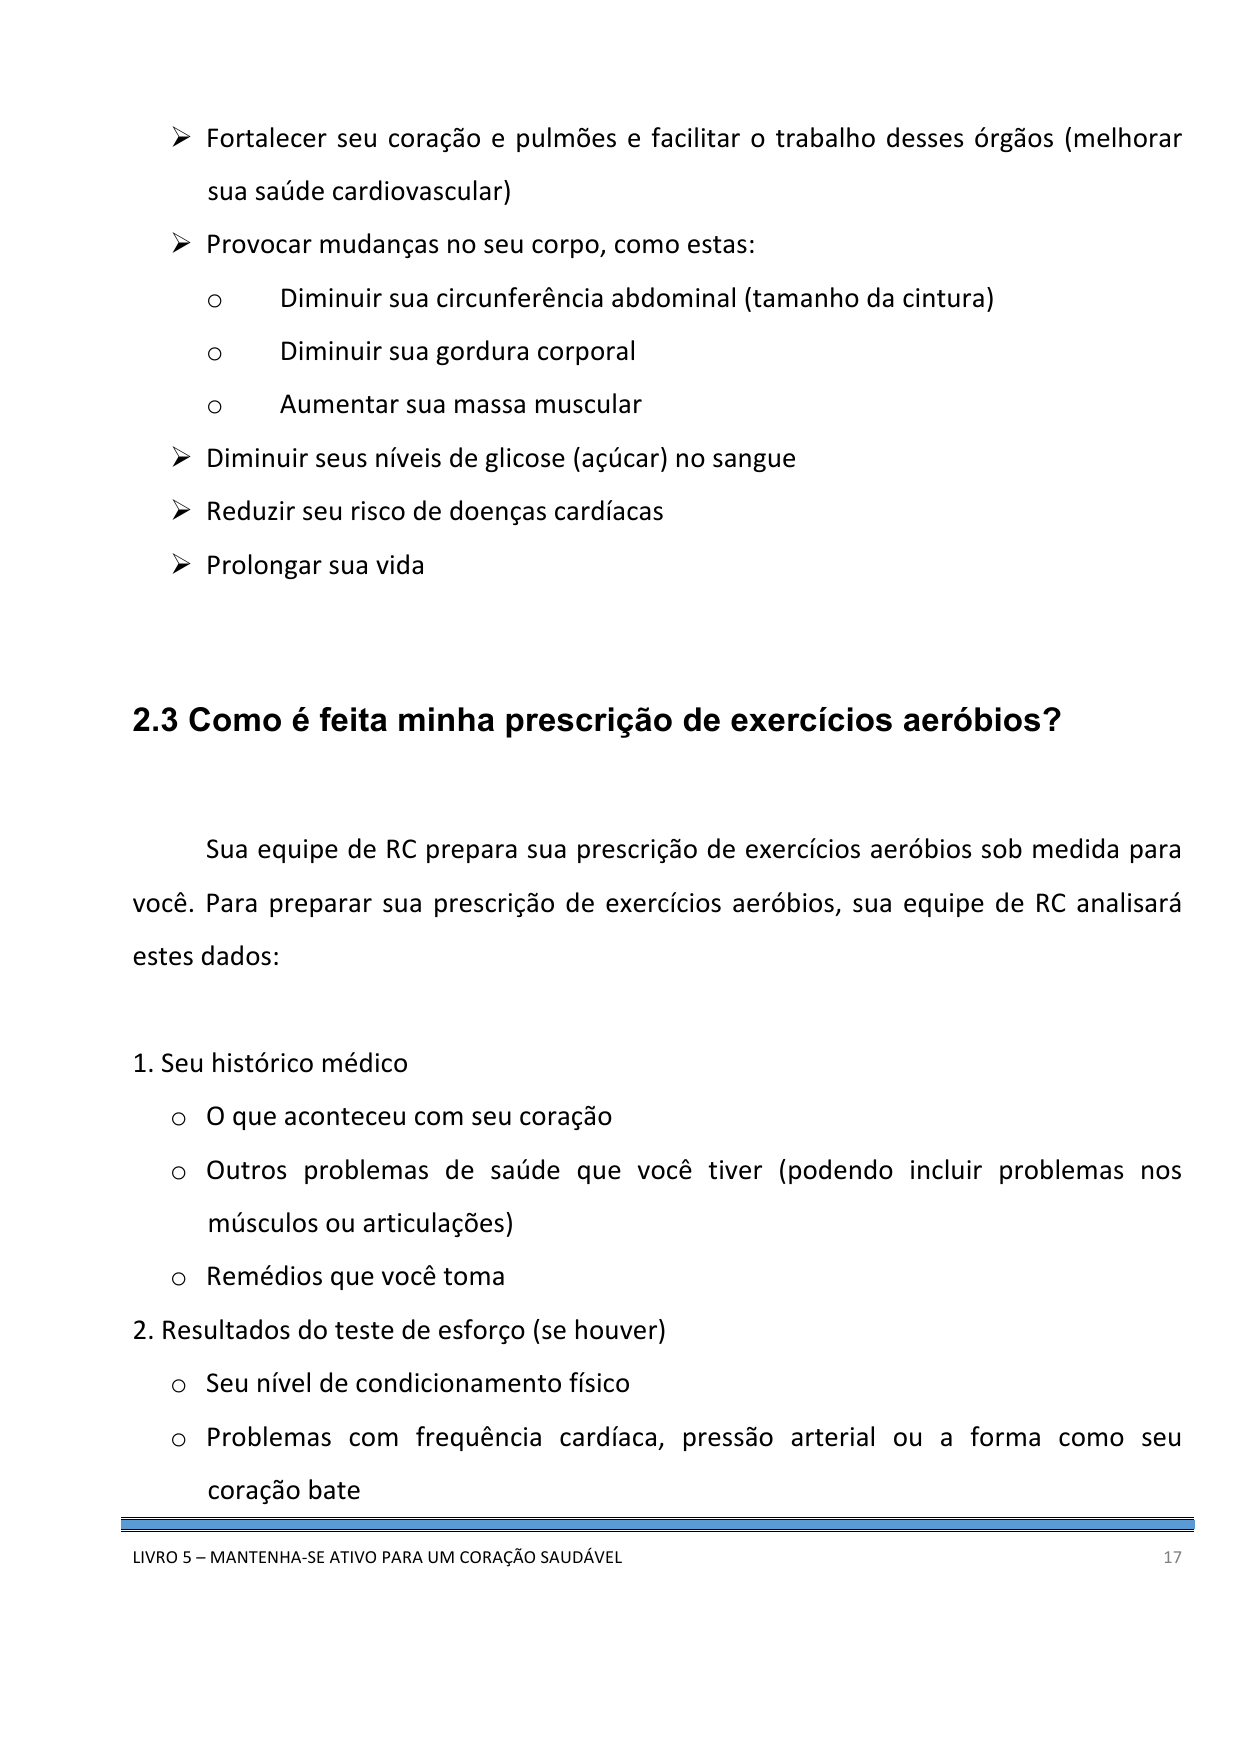 ➢ Fortalecer seu coração e pulmões e facilitar o trabalho desses órgãos (melhorar
sua saúde cardiovascular)
➢ Provocar mudanças no seu corpo, como estas:
o Diminuir sua circunferência abdominal (tamanho da cintura)
o Diminuir sua gordura corporal
o Aumentar sua massa muscular
➢ Diminuir seus níveis de glicose (açúcar) no sangue
➢ Reduzir seu risco de doenças cardíacas
➢ Prolongar sua vida
2.3 Como é feita minha prescrição de exercícios aeróbios?
Sua equipe de RC prepara sua prescrição de exercícios aeróbios sob medida para
você. Para preparar sua prescrição de exercícios aeróbios, sua equipe de RC analisará
estes dados:
1. Seu histórico médico
o O que aconteceu com seu coração
o Outros problemas de saúde que você tiver (podendo incluir problemas nos
músculos ou articulações)
o Remédios que você toma
2. Resultados do teste de esforço (se houver)
o Seu nível de condicionamento físico
o Problemas com frequência cardíaca, pressão arterial ou a forma como seu
coração bate
LIVRO 5 – MANTENHA-SE ATIVO PARA UM CORAÇÃO SAUDÁVEL 17